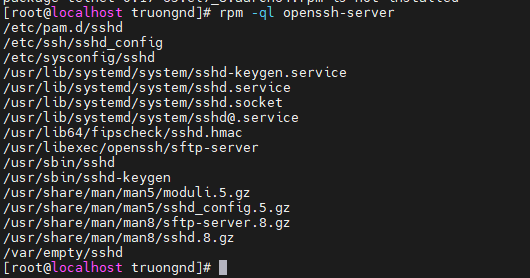 [root@localhost truongnd]# rpm -ql openssh-server
/etc/pam.d/sshd
/etc/ssh/sshd_config
/etc/sysconfig/sshd
/usr/lib/systemd/system/sshd-keygen.service
/usr/lib/systemd/system/sshd.service
/usr/lib/systemd/system/sshd.socket
/usr/lib/systemd/system/sshd@.service
/usr/lib64/fipscheck/sshd.hmac
/usr/libexec/openssh/sftp-server
/usr/sbin/sshd
/usr/sbin/sshd-keygen
/usr/share/man/man5/moduli.5.gz
/usr/share/man/man5/sshd_config.5.gz
/usr/share/man/man8/sftp-server.8.gz
/usr/share/man/man8/sshd.8.gz
/var/empty/sshd
[root@localhost truongnd]#